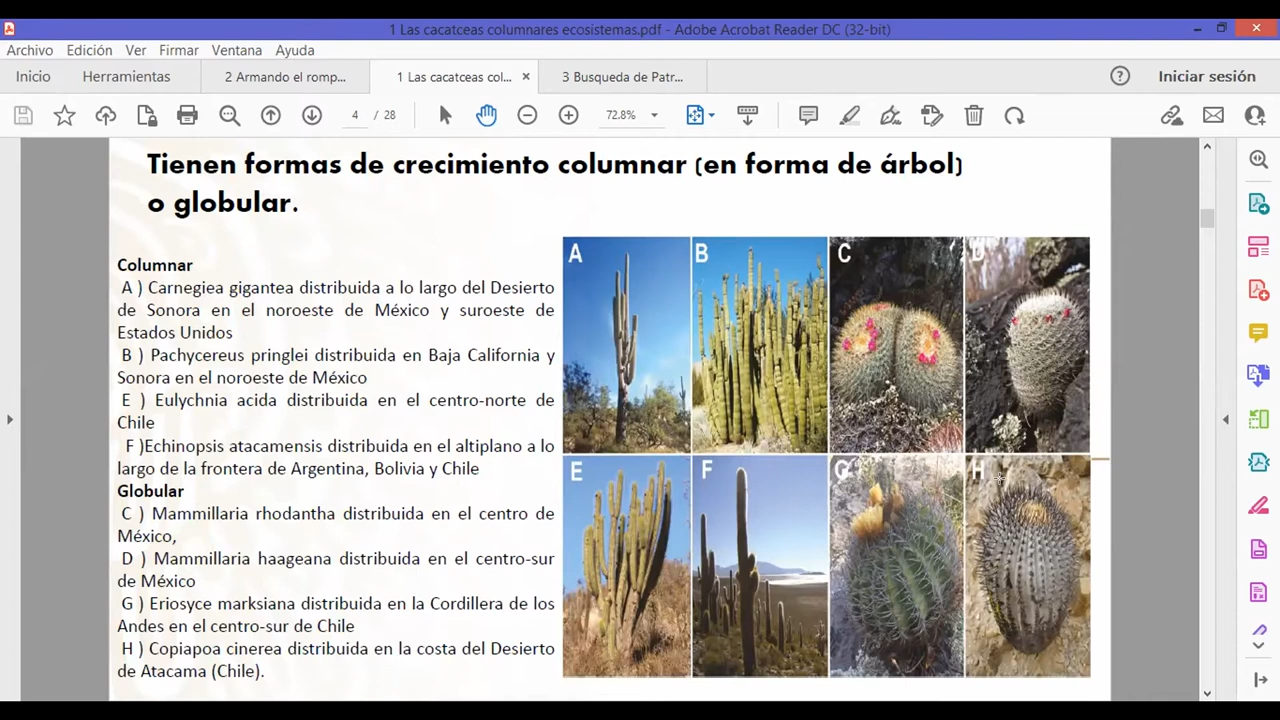 1 Las cacatceas columnares ecosistemas.pdf - Adobe Acrobat Reader DC (32-bit)
Archivo Edición Ver Firmar Ventana Ayuda
Inicio Herramientas 2 Armando el romp... 1 Las cacatceas col... × 3 Busqueda de Patr... Iniciar sesión
4 / 28 72.8%
Tienen formas de crecimiento columnar (en forma de árbol)
o globular.
Columnar
A ) Carnegiea gigantea distribuida a lo largo del Desierto
de Sonora en el noroeste de México y suroeste de
Estados Unidos
B ) Pachycereus pringlei distribuida en Baja California y
Sonora en el noroeste de México
E ) Eulychnia acida distribuida en el centro-norte de
Chile
F )Echinopsis atacamensis distribuida en el altiplano a lo
largo de la frontera de Argentina, Bolivia y Chile
Globular
C ) Mammillaria rhodantha distribuida en el centro de
México,
D ) Mammillaria haageana distribuida en el centro-sur
de México
G ) Eriosyce marksiana distribuida en la Cordillera de los
Andes en el centro-sur de Chile
H ) Copiapoa cinerea distribuida en la costa del Desierto
de Atacama (Chile).
A B C D
E F G H